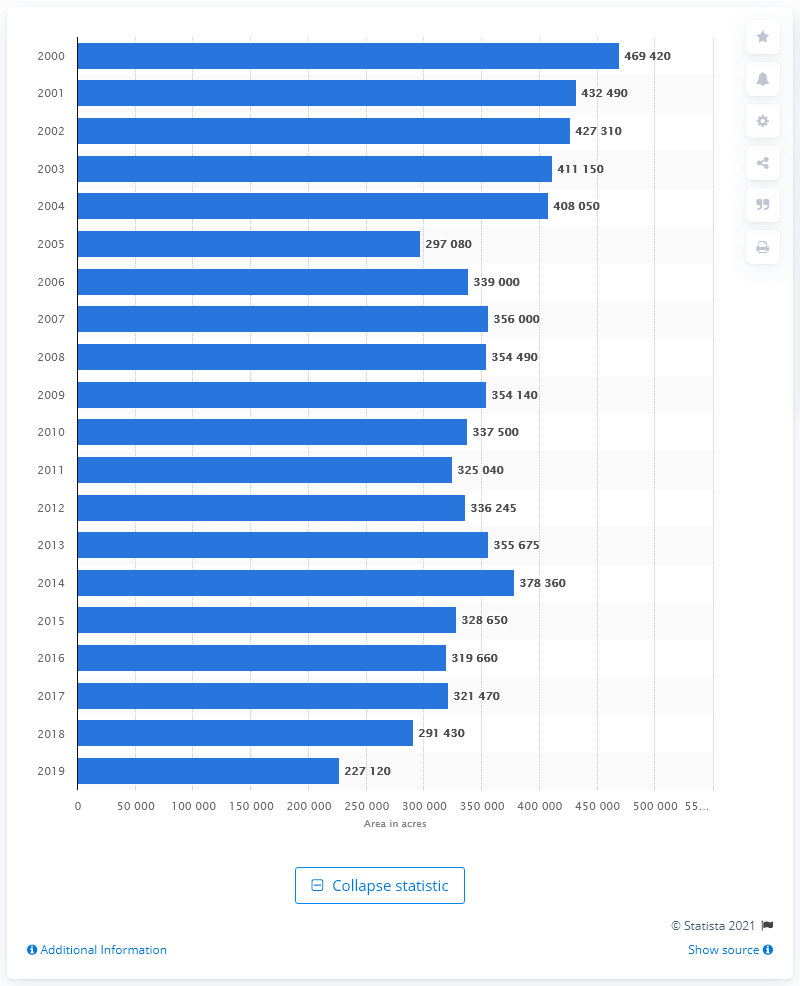 2000 469 420
2001 432 490
2002 427 310
2003 411 150
2004 408 050
2005 297 080
2006 339 000
2007 356 000
2008 354 490
2009 354 140
2010 337 500
2011 325 040
2012 336 245
2013 355 675
2014 378 360
2015 328 650
2016 319 660
2017 321 470
2018 291 430
2019 227 120
0 50 000 100 000 150 000 200 000 250 000 300 000 350 000 400 000 450 000 500 000 55…
Area in acres
Collapse statistic
© Statista 2021
Additional Information Show source